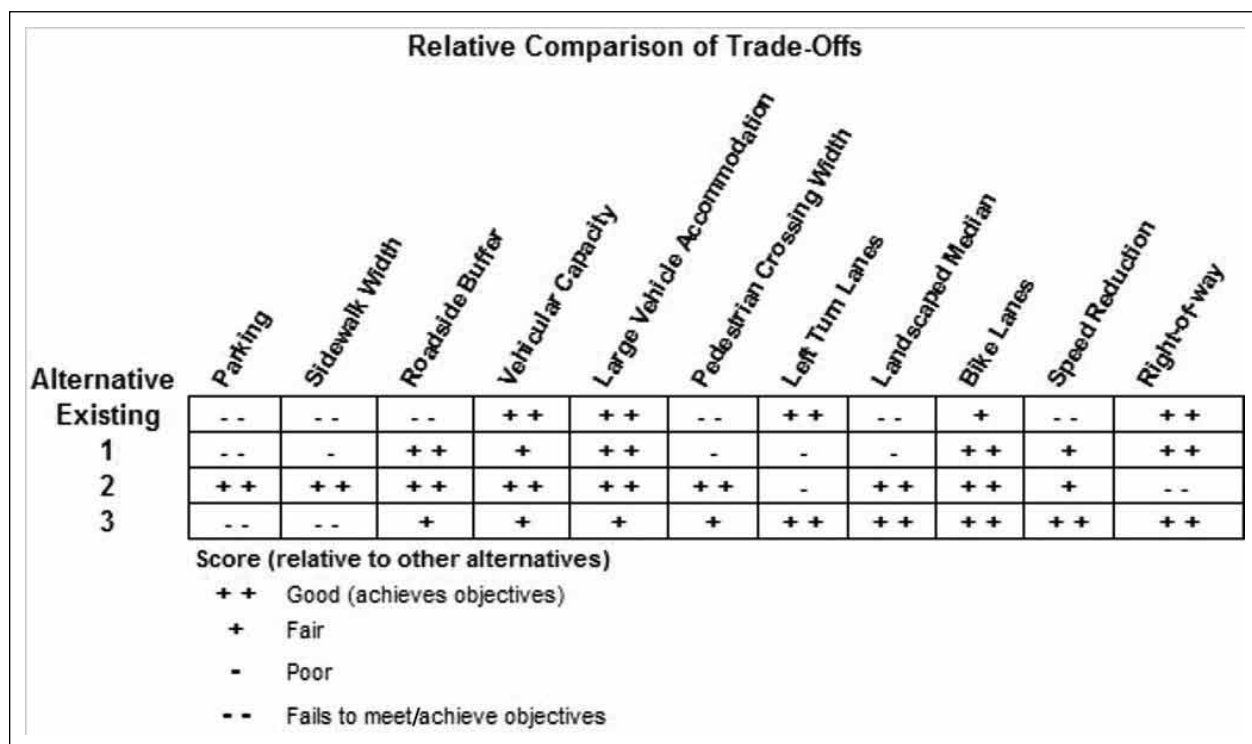 Relative Comparison of Trade-Offs
Alternative Parking Sidewalk Width Roadside Buffer Vehicular Capacity Large Vehicle Accommodation Pedestrian Crossing Width Left Turn Lanes Landscaped Median Bike Lanes Speed Reduction Right-of-way
Existing -- -- -- ++ ++ -- ++ -- + -- ++
1 -- - ++ + ++ - - - ++ + ++
2 ++ ++ ++ ++ ++ ++ - ++ ++ + --
3 -- -- + + + + ++ ++ ++ ++ ++
Score (relative to other alternatives)
++ Good (achieves objectives)
+ Fair
- Poor
-- Fails to meet/achieve objectives